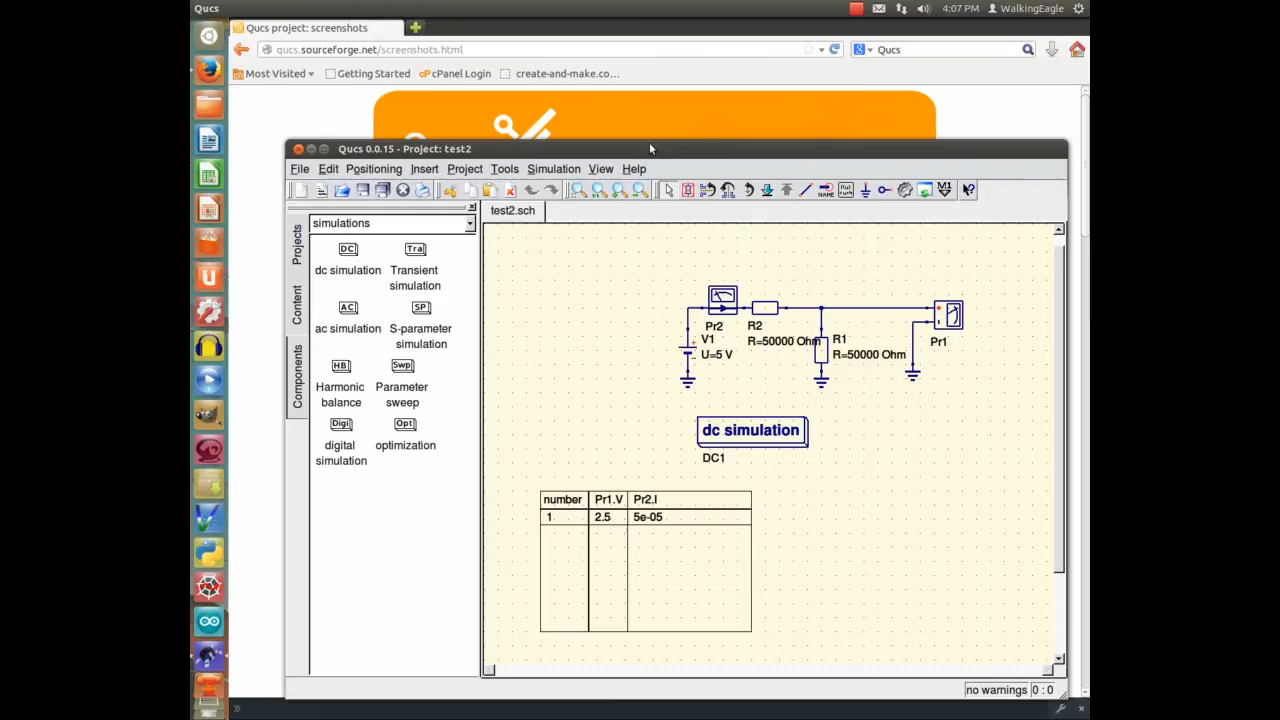 Qucs 4:07 PM WalkingEagle
Qucs project: screenshots
qucs.sourceforge.net/screenshots.html Qucs
Most Visited Getting Started cP cPanel Login create-and-make.co...
Qucs 0.0.15 - Project: test2
File Edit Positioning Insert Project Tools Simulation View Help
NAME M1
simulations test2.sch
Projects
Content
Components
DC Tra
dc simulation Transient
simulation
AC SP
ac simulation S-parameter
simulation
HB Swp
Harmonic Parameter
balance sweep
Digi Opt
digital optimization
simulation
Pr2 R2
R=50000 Ohm
V1
U=5 V
R1
R=50000 Ohm
Pr1
dc simulation
DC1
number Pr1.V Pr2.I
1 2.5 5e-05
no warnings 0 : 0